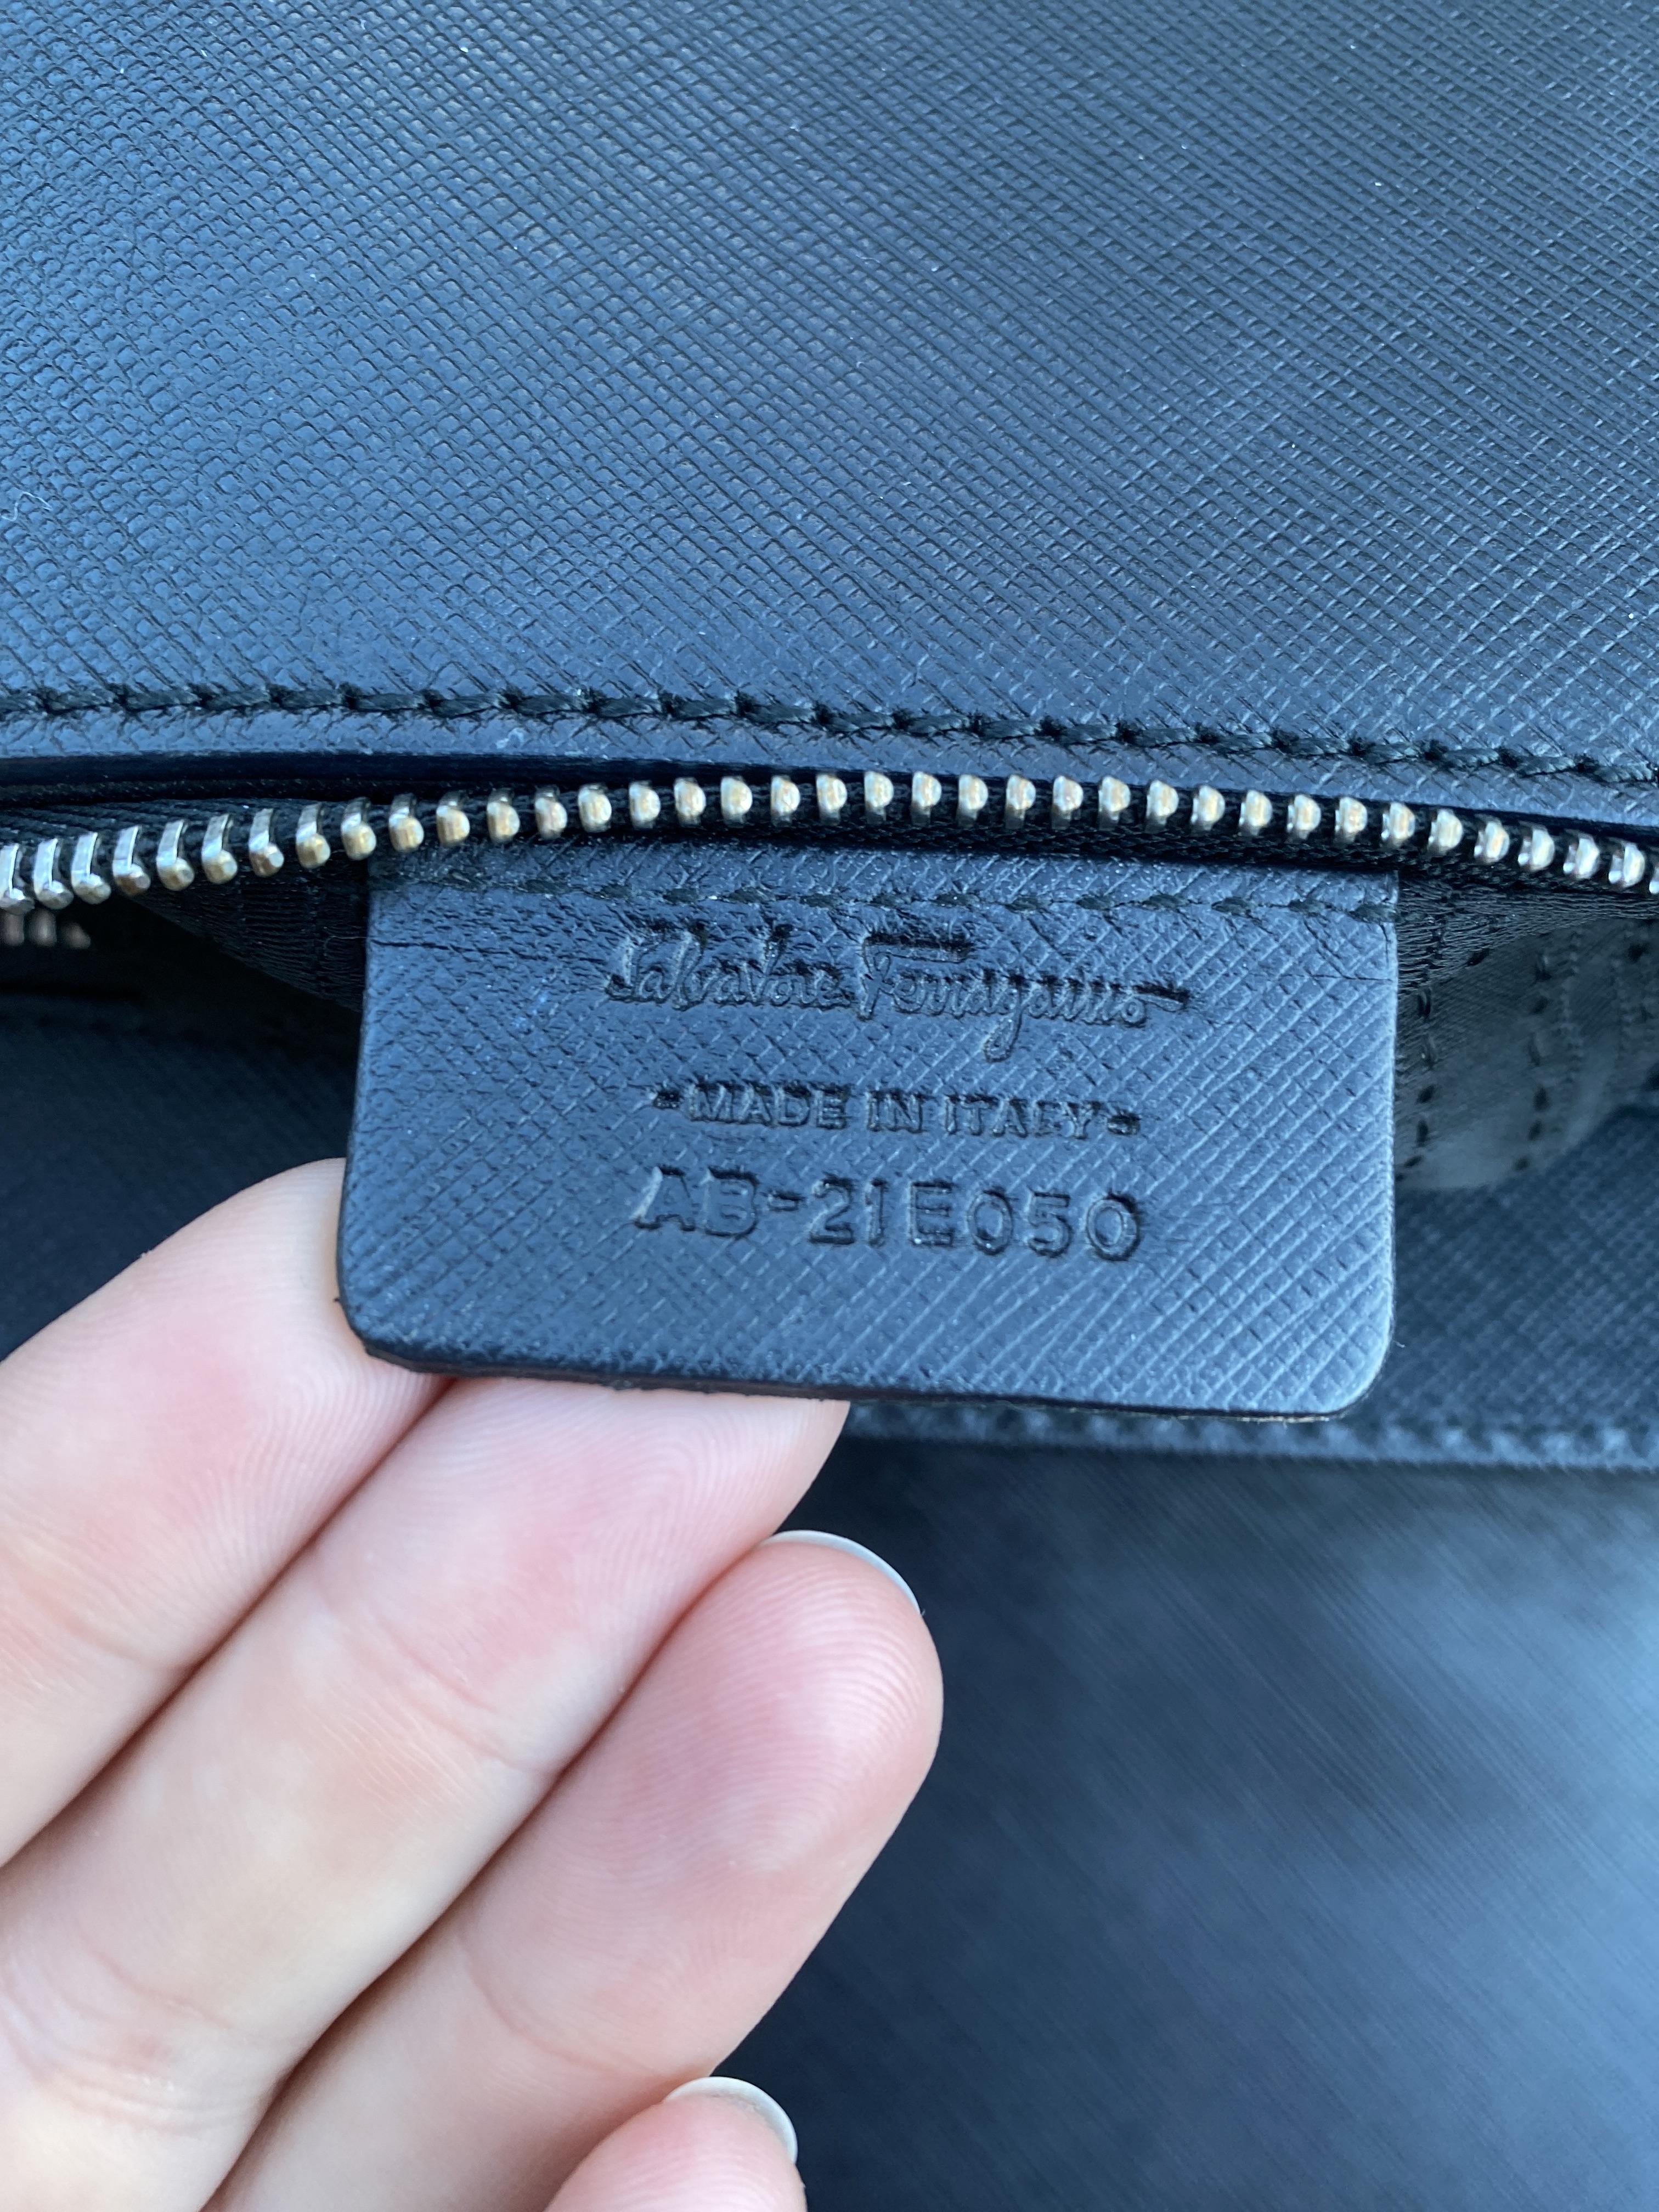 Salvatore Ferragamo
-MADE IN ITALY-
AB-21E050